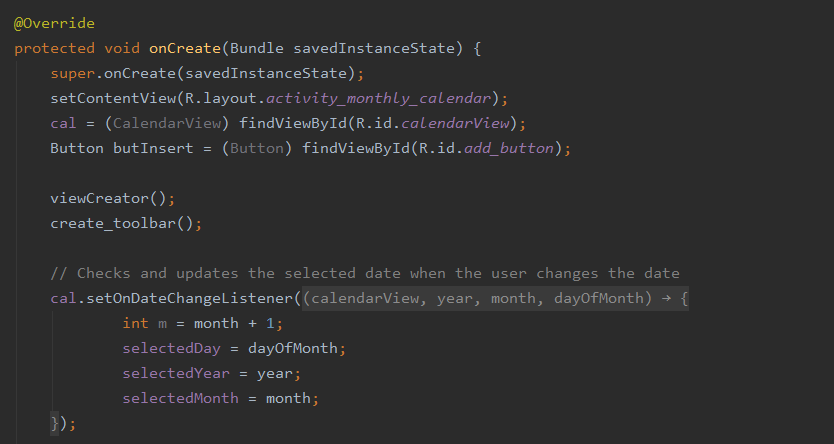 @Override
protected void onCreate(Bundle savedInstanceState) {
    super.onCreate(savedInstanceState);
    setContentView(R.layout.activity_monthly_calendar);
    cal = (CalendarView) findViewById(R.id.calendarView);
    Button butInsert = (Button) findViewById(R.id.add_button);

    viewCreator();
    create_toolbar();

    // Checks and updates the selected date when the user changes the date
    cal.setOnDateChangeListener((calendarView, year, month, dayOfMonth) → {
            int m = month + 1;
            selectedDay = dayOfMonth;
            selectedYear = year;
            selectedMonth = month;
    });